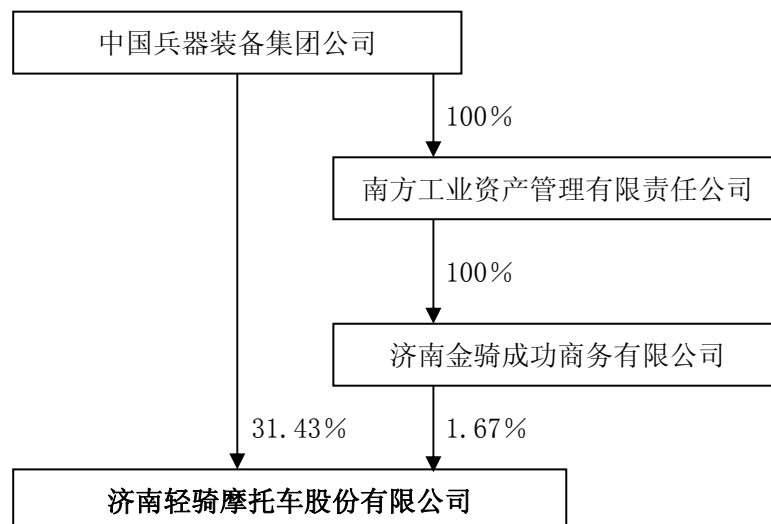 中国兵器装备集团公司
100％
南方工业资产管理有限责任公司
100％
济南金骑成功商务有限公司
31.43％
1.67％
济南轻骑摩托车股份有限公司